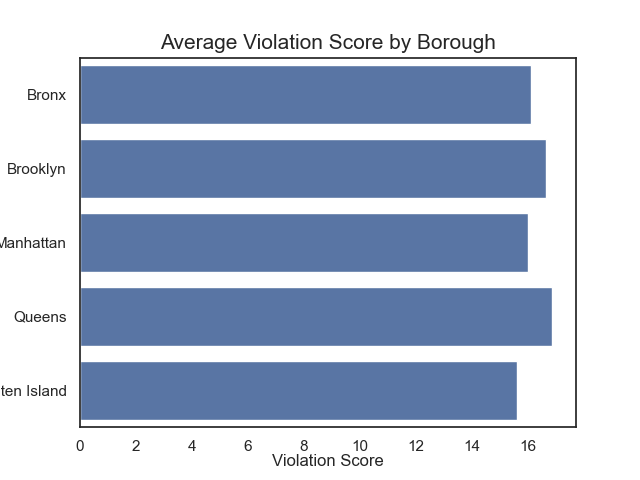 Average Violation Score by Borough
Bronx
Brooklyn
Manhattan
Queens
ten Island
0 2 4 6 8 10 12 14 16
Violation Score